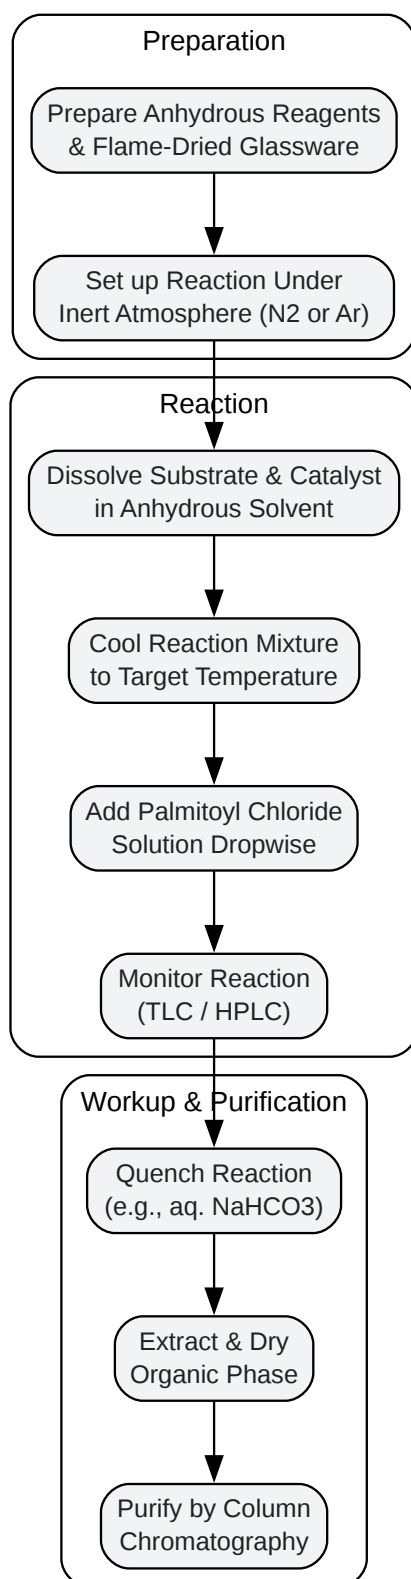 Preparation
Prepare Anhydrous Reagents
& Flame-Dried Glassware
Set up Reaction Under
Inert Atmosphere (N2 or Ar)
Reaction
Dissolve Substrate & Catalyst
in Anhydrous Solvent
Cool Reaction Mixture
to Target Temperature
Add Palmitoyl Chloride
Solution Dropwise
Monitor Reaction
(TLC / HPLC)
Workup & Purification
Quench Reaction
(e.g., aq. NaHCO3)
Extract & Dry
Organic Phase
Purify by Column
Chromatography